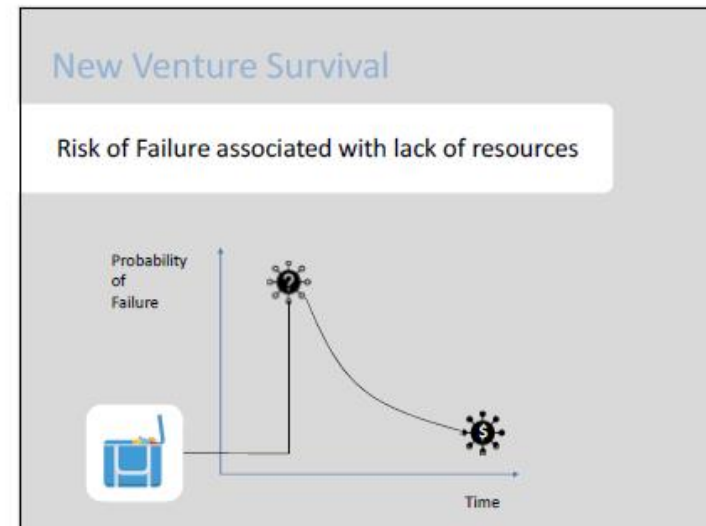 New Venture Survival
Risk of Failure associated with lack of resources
Probability
of
Failure
?
$
Time